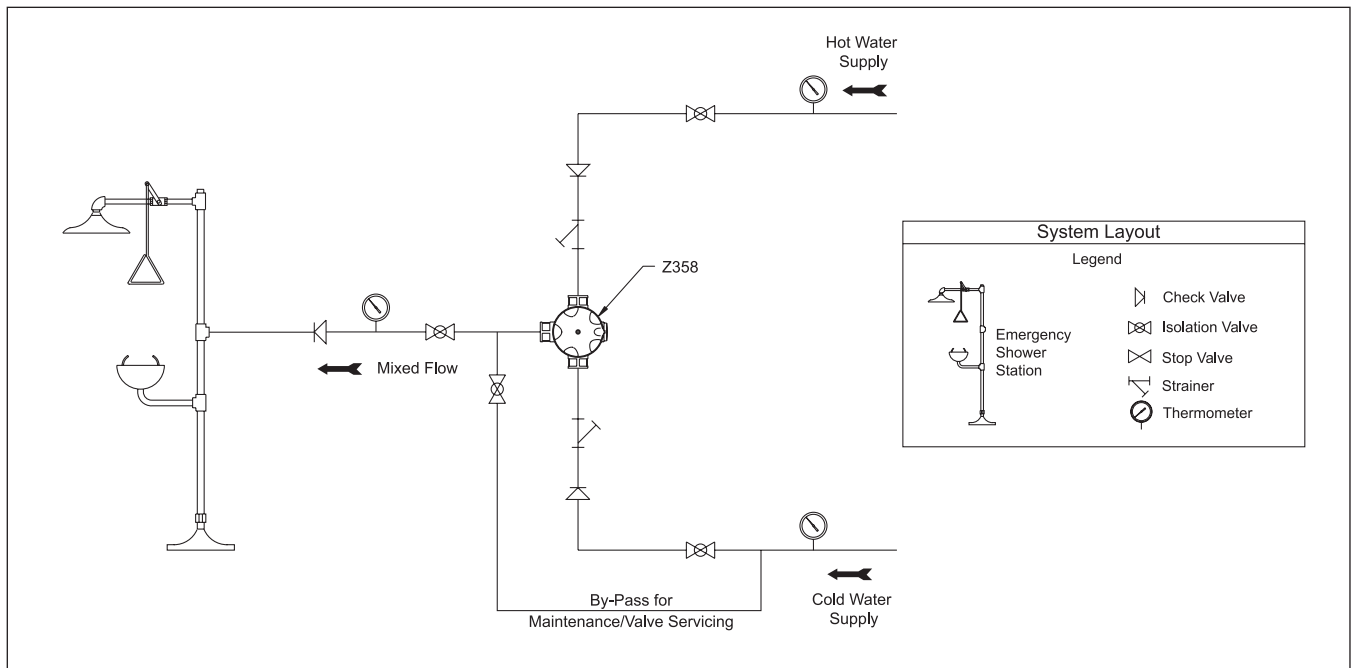 Hot Water
Supply
Z358
Mixed Flow
By-Pass for
Maintenance/Valve Servicing
Cold Water
Supply
System Layout
Legend
Emergency
Shower
Station
Check Valve
Isolation Valve
Stop Valve
Strainer
Thermometer